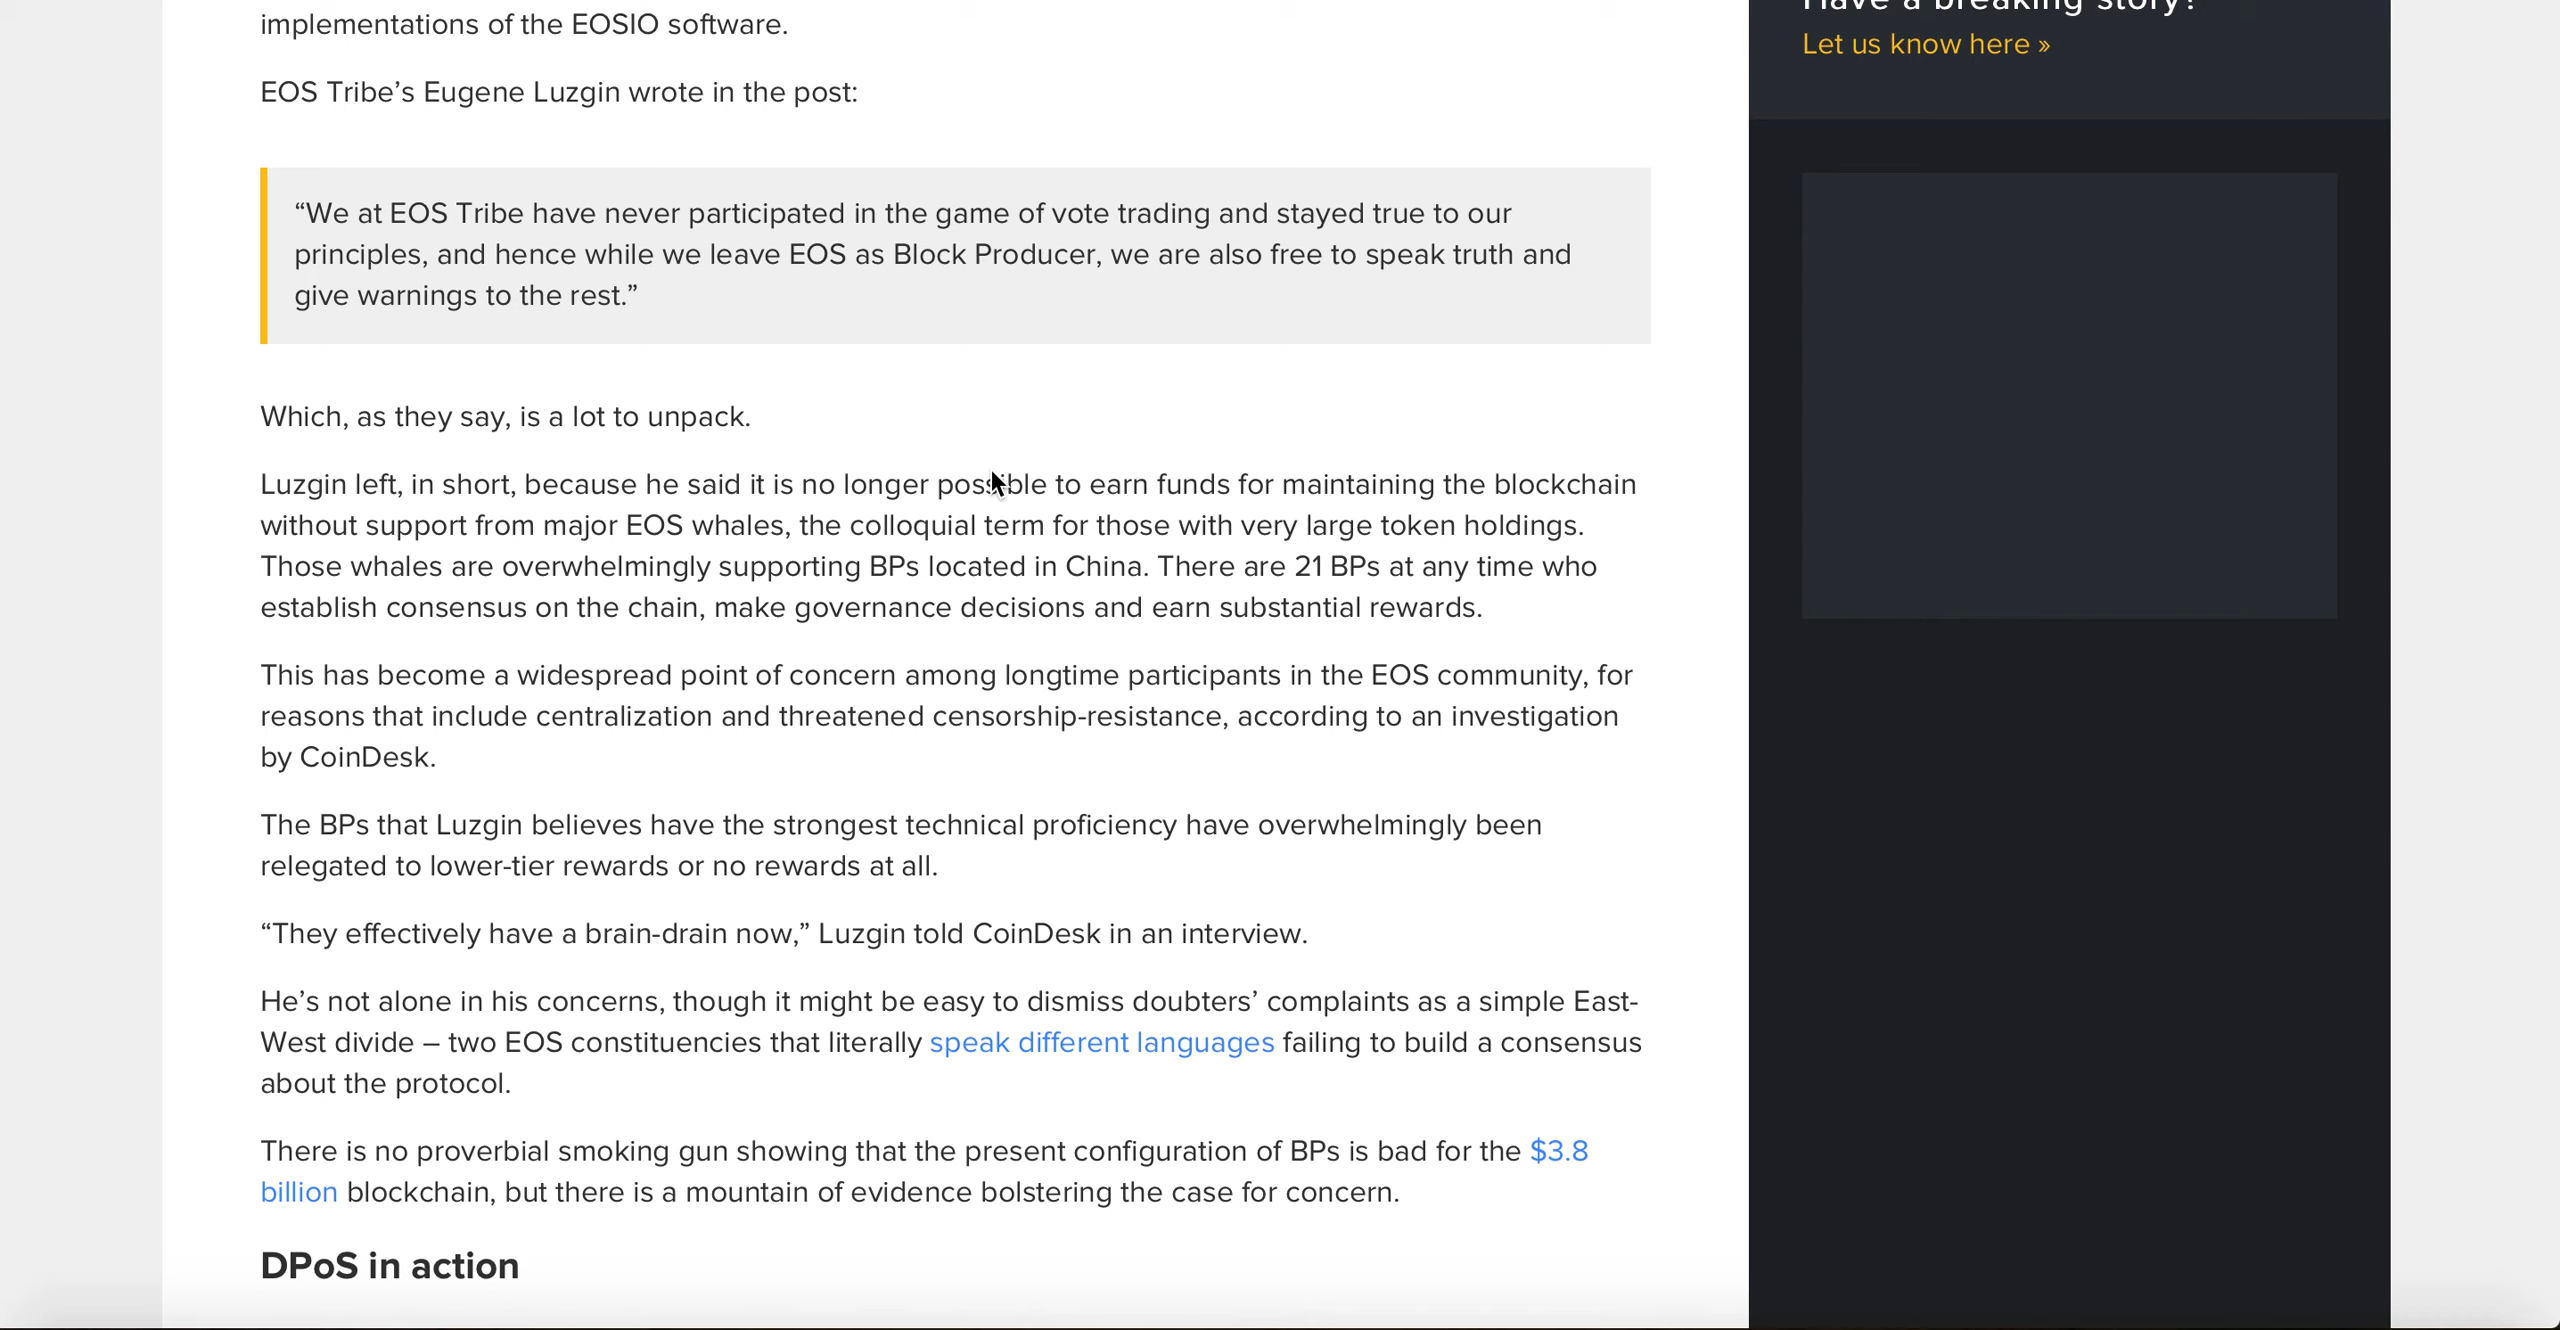 implementations of the EOSIO software.
EOS Tribe’s Eugene Luzgin wrote in the post:
“We at EOS Tribe have never participated in the game of vote trading and stayed true to our
principles, and hence while we leave EOS as Block Producer, we are also free to speak truth and
give warnings to the rest.”
Which, as they say, is a lot to unpack.
Luzgin left, in short, because he said it is no longer possible to earn funds for maintaining the blockchain
without support from major EOS whales, the colloquial term for those with very large token holdings.
Those whales are overwhelmingly supporting BPs located in China. There are 21 BPs at any time who
establish consensus on the chain, make governance decisions and earn substantial rewards.
This has become a widespread point of concern among longtime participants in the EOS community, for
reasons that include centralization and threatened censorship-resistance, according to an investigation
by CoinDesk.
The BPs that Luzgin believes have the strongest technical proficiency have overwhelmingly been
relegated to lower-tier rewards or no rewards at all.
“They effectively have a brain-drain now,” Luzgin told CoinDesk in an interview.
He’s not alone in his concerns, though it might be easy to dismiss doubters’ complaints as a simple East-
West divide – two EOS constituencies that literally speak different languages failing to build a consensus
about the protocol.
There is no proverbial smoking gun showing that the present configuration of BPs is bad for the $3.8
billion blockchain, but there is a mountain of evidence bolstering the case for concern.
DPoS in action
Have a breaking story?
Let us know here »